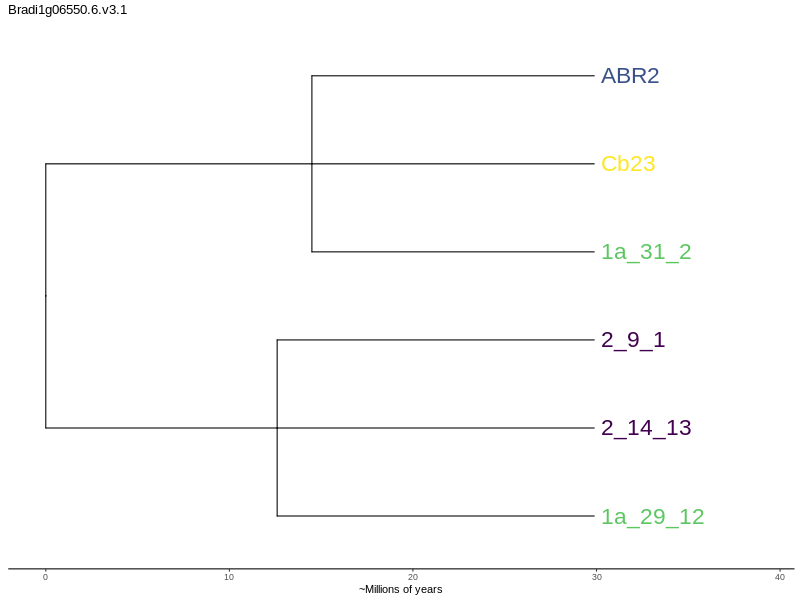 Bradi1g06550.6.v3.1
ABR2
Cb23
1a_31_2
2_9_1
2_14_13
1a_29_12
0 10 20 30 40
~Millions of years